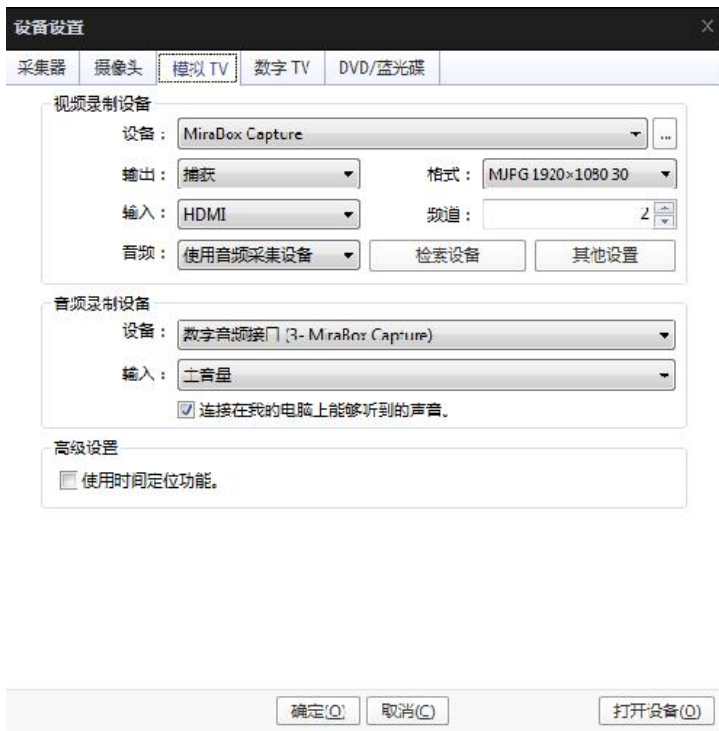 设备设置 X
采集器 摄像头 模拟 TV 数字 TV DVD/蓝光碟
视频录制设备
设备： MiraBox Capture ...
输出： 捕获 格式： MJPG 1920×1080 30
输入： HDMI 频道： 2
音频： 使用音频采集设备 检索设备 其他设置
音频录制设备
设备： 数字音频接口 (3- MiraBox Capture)
输入： 主音量
连接在我的电脑上能够听到的声音。
高级设置
使用时间定位功能。
确定(O) 取消(C) 打开设备(O)